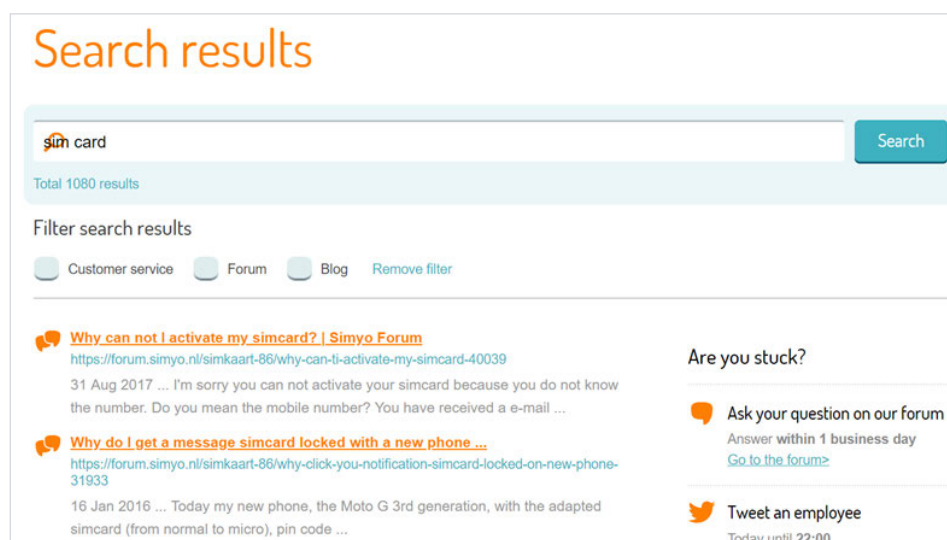 Search results
sim card
Search
Total 1080 results
Filter search results
Customer service
Forum
Blog
Remove filter
Why can not I activate my simcard? | Simyo Forum
https://forum.simyo.nl/simkaart-86/why-can-ti-activate-my-simcard-40039
31 Aug 2017 ... I'm sorry you can not activate your simcard because you do not know
the number. Do you mean the mobile number? You have received a e-mail ...
Why do I get a message simcard locked with a new phone ...
https://forum.simyo.nl/simkaart-86/why-click-you-notification-simcard-locked-on-new-phone-
31933
16 Jan 2016 ... Today my new phone, the Moto G 3rd generation, with the adapted
simcard (from normal to micro), pin code ...
Are you stuck?
Ask your question on our forum
Answer within 1 business day
Go to the forum>
Tweet an employee
Today until 22:00